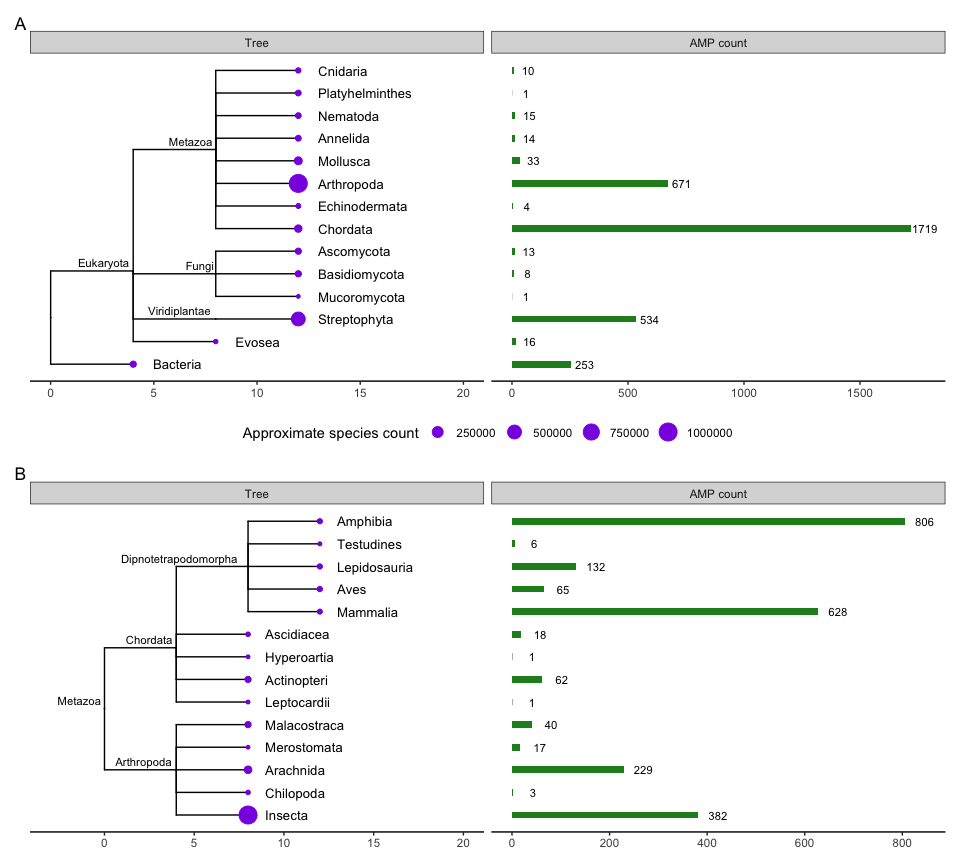 A
Tree
AMP count
Cnidaria 10
Platyhelminthes 1
Nematoda 15
Annelida 14
Metazoa
Mollusca 33
Arthropoda 671
Echinodermata 4
Chordata 1719
Ascomycota 13
Eukaryota
Fungi
Basidiomycota 8
Mucoromycota 1
Viridiplantae
Streptophyta 534
Evosea 16
Bacteria 253
0 5 10 15 20
0 500 1000 1500
Approximate species count 250000 500000 750000 1000000
B
Tree
AMP count
Amphibia 806
Testudines 6
Dipnotetrapodomorpha
Lepidosauria 132
Aves 65
Mammalia 628
Ascidiacea 18
Chordata
Hyperoartia 1
Actinopteri 62
Metazoa
Leptocardii 1
Malacostraca 40
Merostomata 17
Arthropoda
Arachnida 229
Chilopoda 3
Insecta 382
0 5 10 15 20
0 200 400 600 800